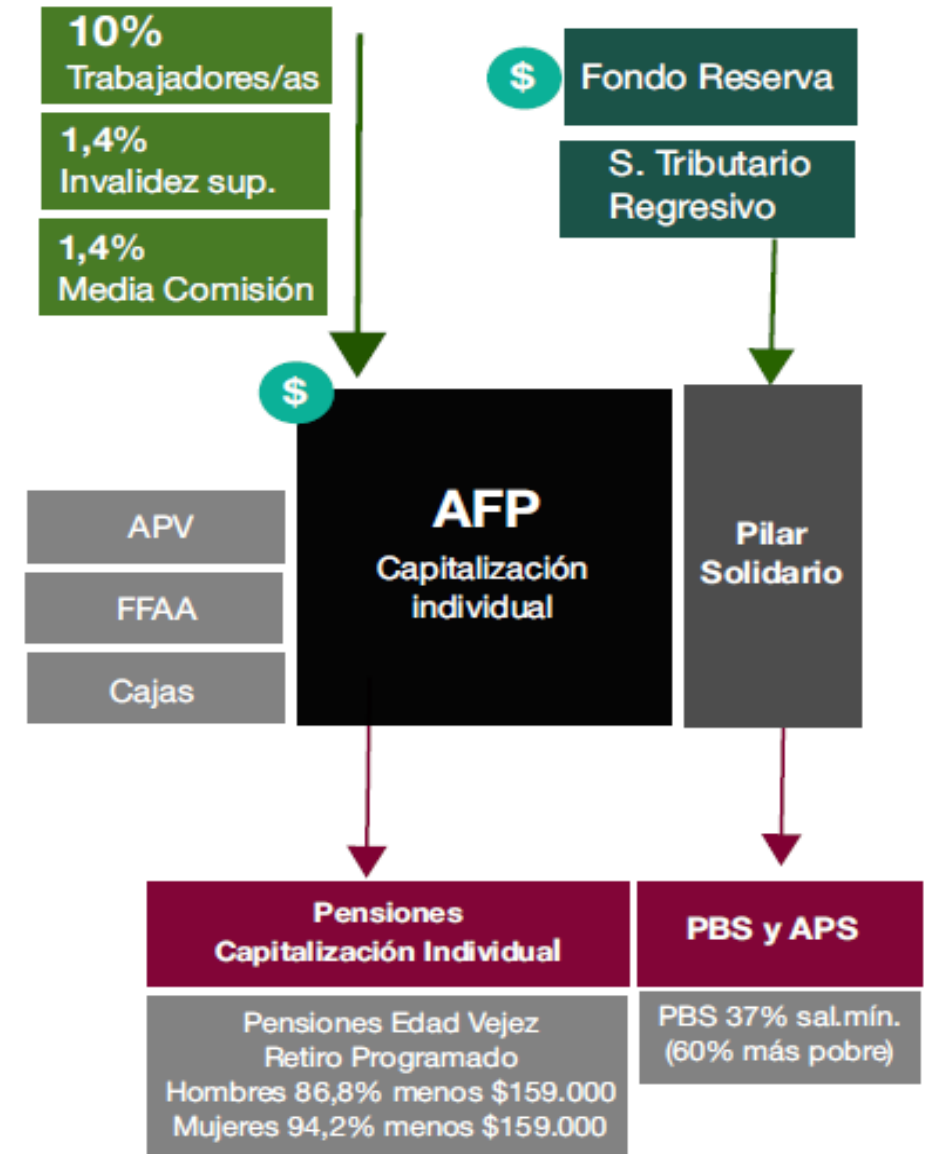 10%
Trabajadores/as
1,4%
Invalidez sup.
1,4%
Media Comisión
$
Fondo Reserva
S. Tributario
Regresivo
$
AFP
Capitalización
individual
Pilar
Solidario
APV
FFAA
Cajas
Pensiones
Capitalización Individual
PBS y APS
Pensiones Edad Vejez
Retiro Programado
Hombres 86,8% menos $159.000
Mujeres 94,2% menos $159.000
PBS 37% sal.mín.
(60% más pobre)